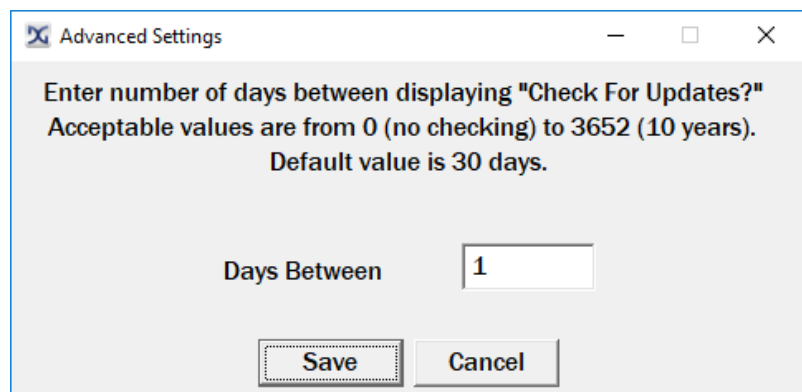 Advanced Settings
Enter number of days between displaying "Check For Updates?"
Acceptable values are from 0 (no checking) to 3652 (10 years).
Default value is 30 days.
Days Between 1
Save Cancel